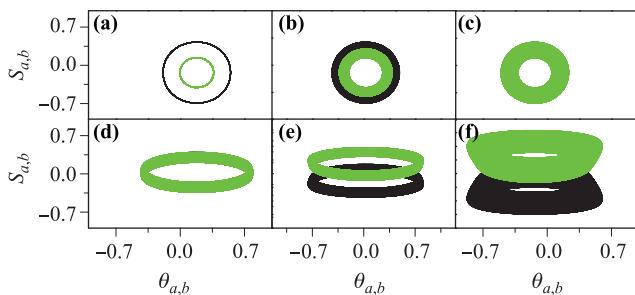 (a) (b) (c)
0.7
0.0
−0.7
S_{a,b}
(d) (e) (f)
0.7
0.0
−0.7
S_{a,b}
−0.7 0.0 0.7 −0.7 0.0 0.7 −0.7 0.0 0.7
θ_{a,b} θ_{a,b} θ_{a,b}